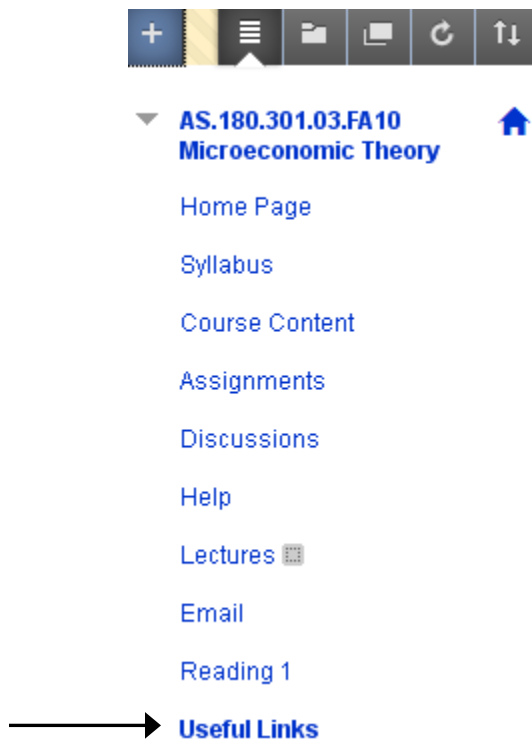 AS.180.301.03.FA10
Microeconomic Theory
Home Page
Syllabus
Course Content
Assignments
Discussions
Help
Lectures
Email
Reading 1
Useful Links